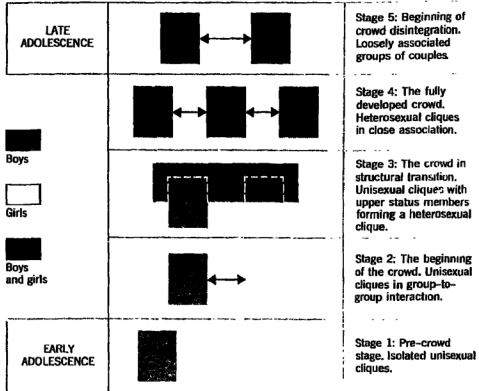 LATE
ADOLESCENCE
Stage 5: Beginning of
crowd disintegration.
Loosely associated
groups of couples.
Stage 4: The fully
developed crowd.
Heterosexual cliques
in close association.
Boys
Girls
Boys
and girls
Stage 3: The crowd in
structural transition.
Unisexual cliques with
upper status members
forming a heterosexual
clique.
Stage 2: The beginning
of the crowd. Unisexual
cliques in group-to-
group interaction.
EARLY
ADOLESCENCE
Stage 1: Pre-crowd
stage. Isolated unisexual
cliques.